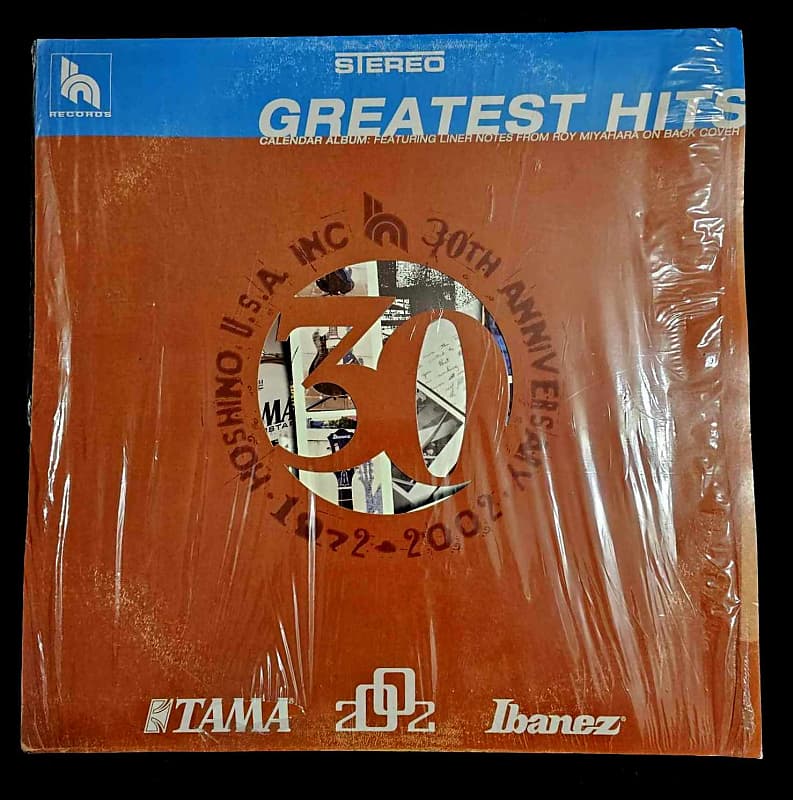 STEREO
h
RECORDS
GREATEST HITS
CALENDAR ALBUM: FEATURING LINER NOTES FROM ROY MIYAHARA ON BACK COVER
HOSHINO U.S.A. INC h 30TH ANNIVERSARY
30
·1972·2002·
TAMA
2002
Ibanez